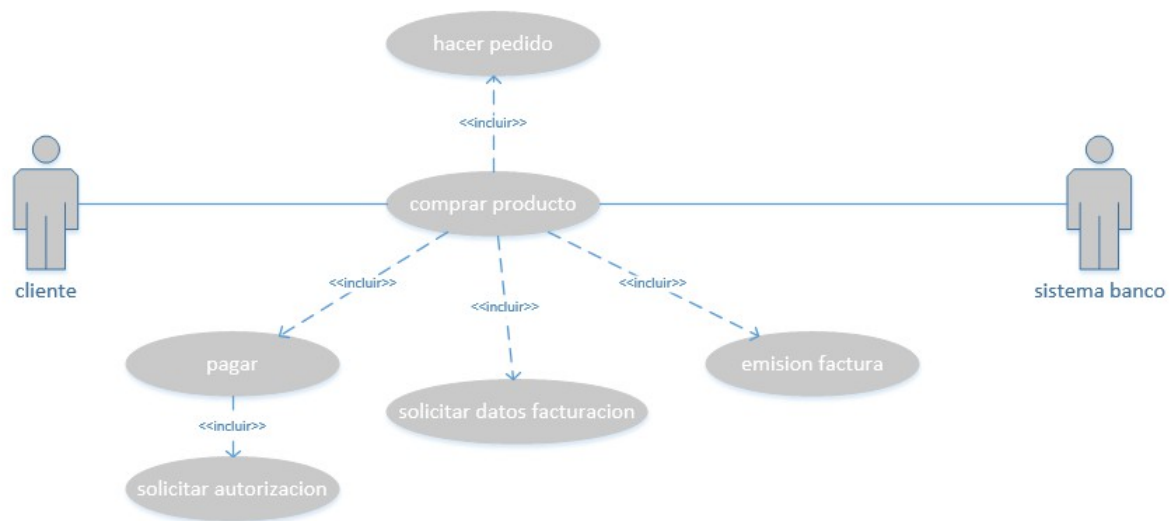 hacer pedido
<<incluir>>
comprar producto
cliente
sistema banco
<<incluir>>
<<incluir>>
<<incluir>>
pagar
emision factura
solicitar datos facturacion
<<incluir>>
solicitar autorizacion